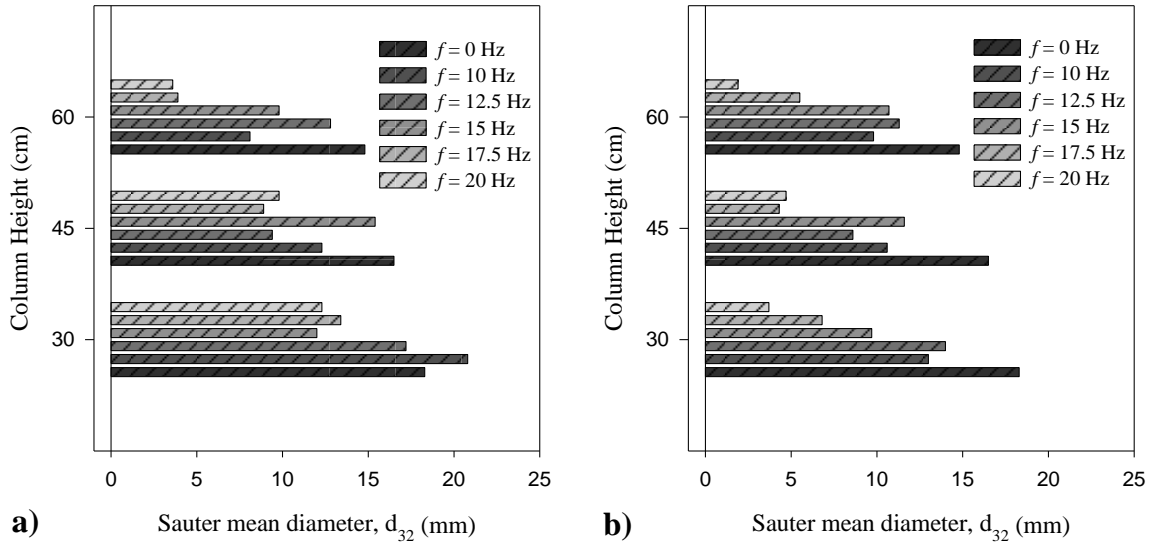 f = 0 Hz
f = 10 Hz
f = 12.5 Hz
f = 15 Hz
f = 17.5 Hz
f = 20 Hz
60
45
30
Column Height (cm)
0 5 10 15 20 25
Sauter mean diameter, d32 (mm)
a)
f = 0 Hz
f = 10 Hz
f = 12.5 Hz
f = 15 Hz
f = 17.5 Hz
f = 20 Hz
60
45
30
Column Height (cm)
0 5 10 15 20 25
Sauter mean diameter, d32 (mm)
b)